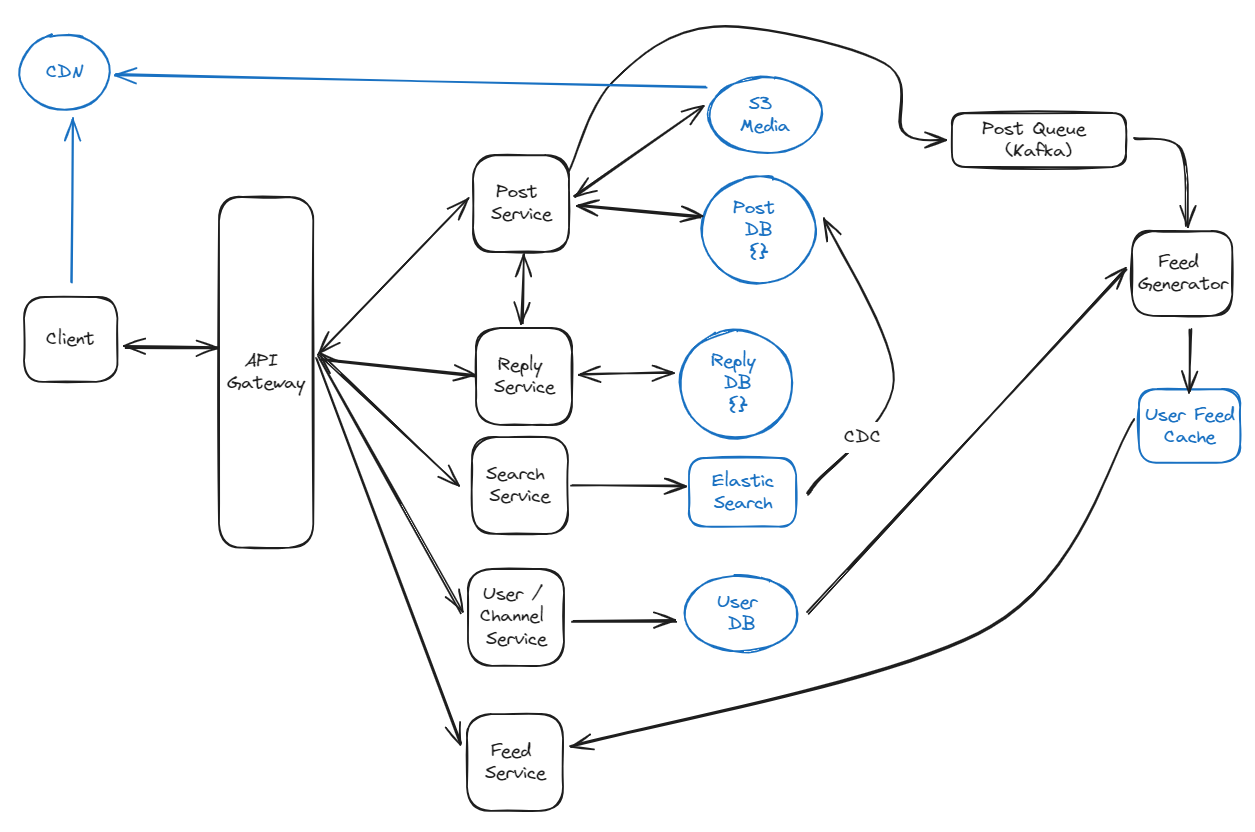 CDN
S3
Media
Post Queue
(Kafka)
Post
Service
Post
DB
{}
Feed
Generator
Client
API
Gateway
Reply
Service
Reply
DB
{}
User Feed
Cache
CDC
Search
Service
Elastic
Search
User /
Channel
Service
User
DB
Feed
Service